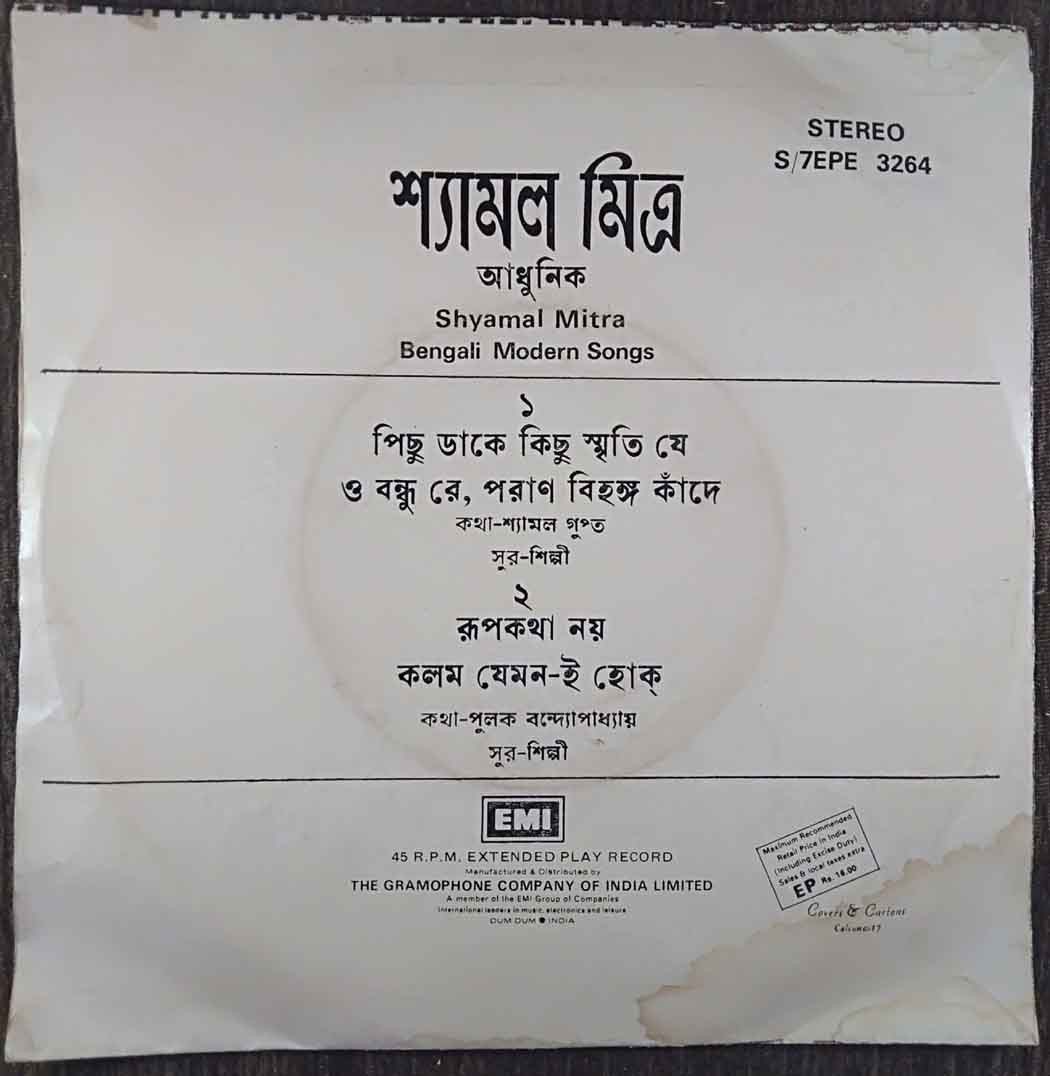 STEREO
S/7EPE 3264
শ্যামল মিত্র
আধুনিক
Shyamal Mitra
Bengali Modern Songs
১
পিছু ডাকে কিছু স্মৃতি যে
ও বন্ধু রে, পরাণ বিহঙ্গ কাঁদে
কথা-শ্যামল গুপ্ত
সুর-শিল্পী
২
রূপকথা নয়
কলম যেমন-ই হোক্
কথা-পুলক বন্দ্যোপাধ্যায়
সুর-শিল্পী
EMI
45 R.P.M. EXTENDED PLAY RECORD
Manufactured & Distributed by
THE GRAMOPHONE COMPANY OF INDIA LIMITED
A member of the EMI Group of Companies
International leaders in music, electronics and leisure
DUM DUM ● INDIA
Maximum Recommended
Retail Price in India
(Including Excise Duty)
Sales & local taxes extra
EP Rs. 18.00
Covers & Cartons